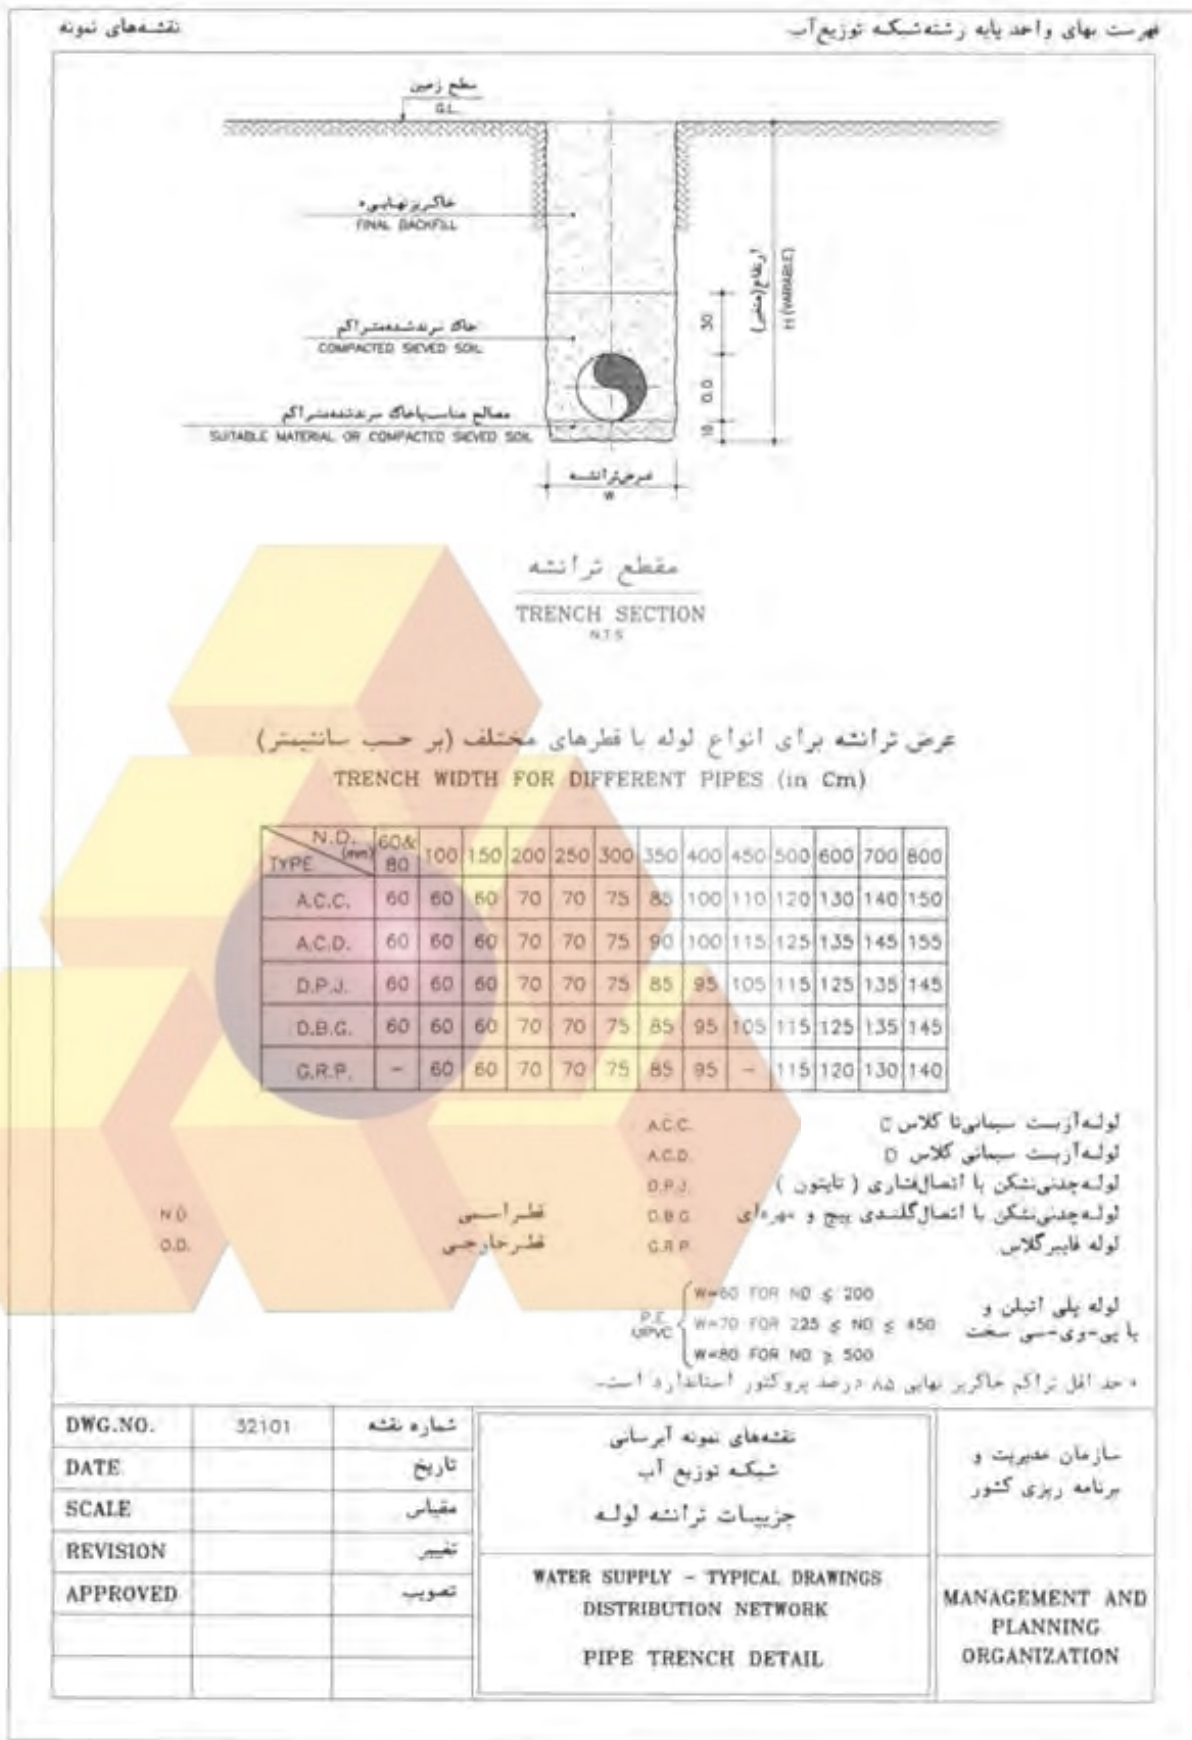 فهرست بهای واحد پایه رشته شبکه توزیع آب
نقشه‌های نمونه
سطح زمین
G.L.
خاکریز نهایی*
FINAL BACKFILL
خاک سرند شده متراکم
COMPACTED SIEVED SOIL
مصالح مناسب یا خاک سرند شده متراکم
SUITABLE MATERIAL OR COMPACTED SIEVED SOIL
30
O.D
10
ارتفاع (متغیر)
H (VARIABLE)
عرض ترانشه
W
مقطع ترانشه
TRENCH SECTION
N.T.S
عرض ترانشه برای انواع لوله با قطرهای مختلف (بر حسب سانتیمتر)
TRENCH WIDTH FOR DIFFERENT PIPES (in Cm)
TYPE N.D. (mm) 60& 80 100 150 200 250 300 350 400 450 500 600 700 800
A.C.C. 60 60 60 70 70 75 85 100 110 120 130 140 150
A.C.D. 60 60 60 70 70 75 90 100 115 125 135 145 155
D.P.J. 60 60 60 70 70 75 85 95 105 115 125 135 145
D.B.G. 60 60 60 70 70 75 85 95 105 115 125 135 145
G.R.P. - 60 60 70 70 75 85 95 - 115 120 130 140
لوله آزبست سیمانی تا کلاس C A.C.C.
لوله آزبست سیمانی کلاس D A.C.D.
لوله چدنی نشکن با اتصال فشاری ( تایتون ) D.P.J.
لوله چدنی نشکن با اتصال گلندی پیچ و مهره‌ای D.B.G قطر اسمی N.D
لوله فایبر گلاس G.R.P قطر خارجی O.D.
لوله پلی اتیلن و
یا پی-وی-سی سخت
P.E.
UPVC
W=60 FOR ND ≤ 200
W=70 FOR 225 ≤ ND ≤ 450
W=80 FOR ND ≥ 500
* حد اقل تراکم خاکریز نهایی ۸۵ درصد پروکتور استاندارد است.
DWG.NO. 32101 شماره نقشه
DATE تاریخ
SCALE مقیاس
REVISION تغییر
APPROVED تصویب
نقشه‌های نمونه آبرسانی
شبکه توزیع آب
جزییات ترانشه لوله
WATER SUPPLY - TYPICAL DRAWINGS
DISTRIBUTION NETWORK
PIPE TRENCH DETAIL
سازمان مدیریت و
برنامه ریزی کشور
MANAGEMENT AND
PLANNING
ORGANIZATION